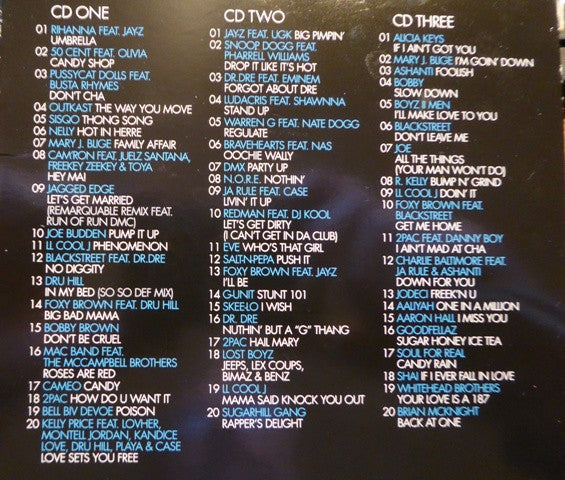 CD ONE
01 RIHANNA FEAT. JAY-Z
UMBRELLA
02 50 CENT FEAT. OLIVIA
CANDY SHOP
03 PUSSYCAT DOLLS FEAT.
BUSTA RHYMES
DON'T CHA
04 OUTKAST THE WAY YOU MOVE
05 SISQO THONG SONG
06 NELLY HOT IN HERRE
07 MARY J. BLIGE FAMILY AFFAIR
08 CAM'RON FEAT. JUELZ SANTANA,
FREEKEY ZEEKEY & TOYA
HEY MA!
09 JAGGED EDGE
LET'S GET MARRIED
(REMARQUABLE REMIX FEAT.
RUN OF RUN DMC)
10 JOE BUDDEN PUMP IT UP
11 LL COOL J PHENOMENON
12 BLACKSTREET FEAT. DR.DRE
NO DIGGITY
13 DRU HILL
IN MY BED (SO SO DEF MIX)
14 FOXY BROWN FEAT. DRU HILL
BIG BAD MAMA
15 BOBBY BROWN
DON'T BE CRUEL
16 MAC BAND FEAT.
THE MCCAMPBELL BROTHERS
ROSES ARE RED
17 CAMEO CANDY
18 2PAC HOW DO U WANT IT
19 BELL BIV DEVOE POISON
20 KELLY PRICE FEAT. LOVHER,
MONTELL JORDAN, KANDICE
LOVE, DRU HILL, PLAYA & CASE
LOVE SETS YOU FREE
CD TWO
01 JAY-Z FEAT. UGK BIG PIMPIN'
02 SNOOP DOGG FEAT.
PHARRELL WILLIAMS
DROP IT LIKE IT'S HOT
03 DR.DRE FEAT. EMINEM
FORGOT ABOUT DRE
04 LUDACRIS FEAT. SHAWNNA
STAND UP
05 WARREN G FEAT. NATE DOGG
REGULATE
06 BRAVEHEARTS FEAT. NAS
OOCHIE WALLY
07 DMX PARTY UP
08 N.O.R.E. NOTHIN'
09 JA RULE FEAT. CASE
LIVIN' IT UP
10 REDMAN FEAT. DJ KOOL
LET'S GET DIRTY
(I CAN'T GET IN DA CLUB)
11 EVE WHO'S THAT GIRL
12 SALT-N-PEPA PUSH IT
13 FOXY BROWN FEAT. JAY-Z
I'LL BE
14 G-UNIT STUNT 101
15 SKEE-LO I WISH
16 DR. DRE
NUTHIN' BUT A "G" THANG
17 2PAC HAIL MARY
18 LOST BOYZ
JEEPS, LEX COUPS,
BIMAZ & BENZ
19 LL COOL J
MAMA SAID KNOCK YOU OUT
20 SUGARHILL GANG
RAPPER'S DELIGHT
CD THREE
01 ALICIA KEYS
IF I AIN'T GOT YOU
02 MARY J. BLIGE I'M GOIN' DOWN
03 ASHANTI FOOLISH
04 BOBBY
SLOW DOWN
05 BOYZ II MEN
I'LL MAKE LOVE TO YOU
06 BLACKSTREET
DON'T LEAVE ME
07 JOE
ALL THE THINGS
(YOUR MAN WON'T DO)
08 R. KELLY BUMP N' GRIND
09 LL COOL J DOIN' IT
10 FOXY BROWN FEAT.
BLACKSTREET
GET ME HOME
11 2PAC FEAT. DANNY BOY
I AIN'T MAD AT CHA
12 CHARLIE BALTIMORE FEAT.
JA RULE & ASHANTI
DOWN FOR YOU
13 JODECI FREEK'N U
14 AALIYAH ONE IN A MILLION
15 AARON HALL I MISS YOU
16 GOODFELLAZ
SUGAR HONEY ICE TEA
17 SOUL FOR REAL
CANDY RAIN
18 SHAI IF I EVER FALL IN LOVE
19 WHITEHEAD BROTHERS
YOUR LOVE IS A 187
20 BRIAN MCKNIGHT
BACK AT ONE